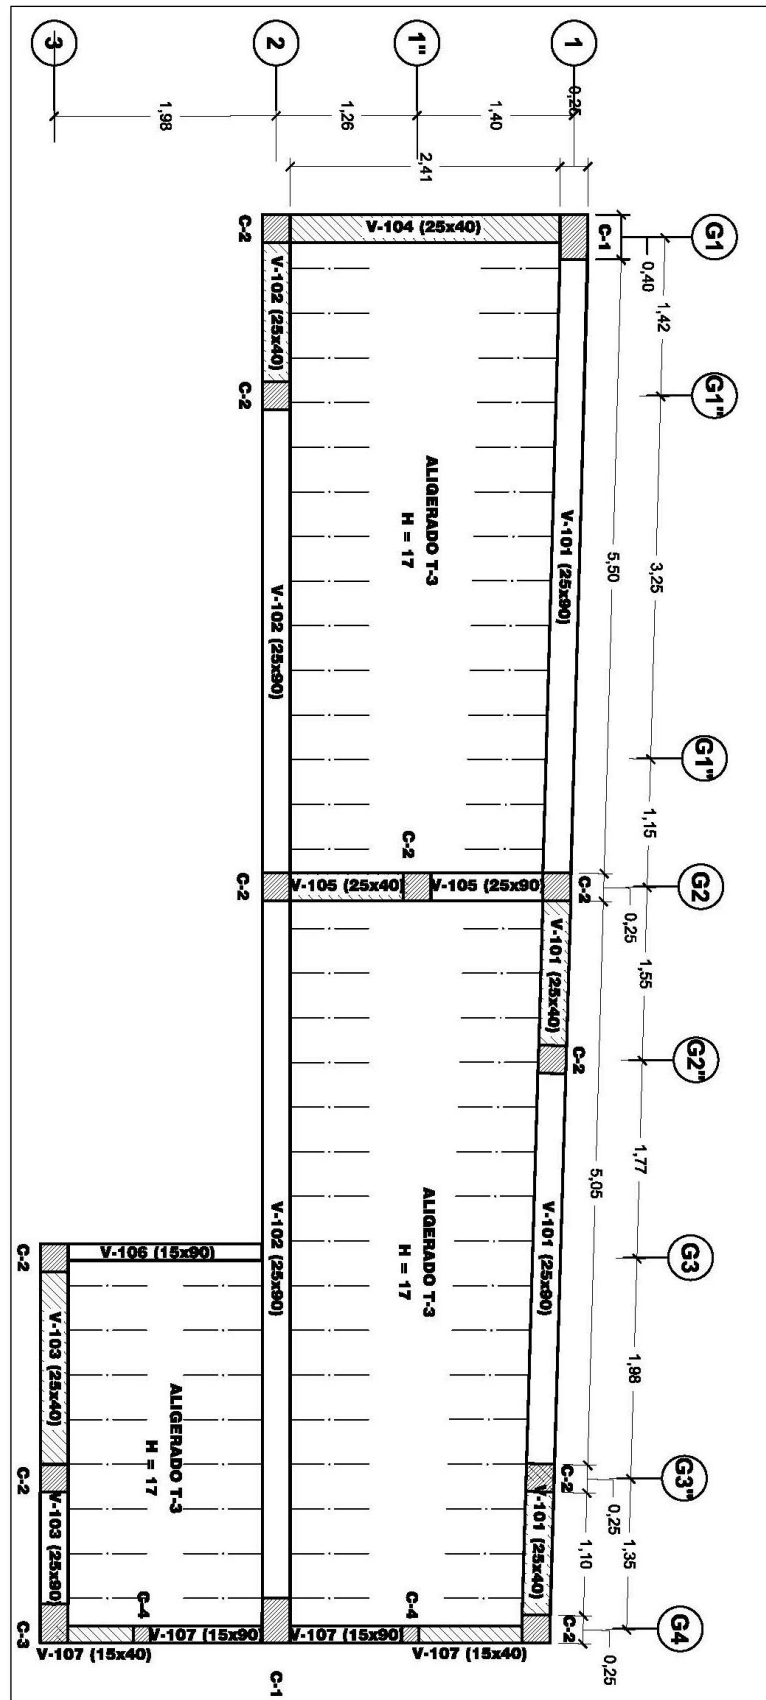 3
2
1"
1
1,98
1,26
1,40
0,25
2,41
G1
C-1
0,40
1,42
C-2
V-104 (25x40)
V-102 (25x40)
C-2
G1"
ALIGERADO T-3
H = 17
V-101 (25x90)
5,50
3,25
V-102 (25x90)
G1"
1,15
C-2
C-2
V-105 (25x40)
V-105 (25x90)
C-2
G2
0,25
V-101 (25x40)
1,55
C-2
G2"
1,77
5,05
ALIGERADO T-3
H = 17
V-101 (25x90)
V-102 (25x90)
C-2
V-106 (15x90)
G3
1,98
V-103 (25x40)
ALIGERADO T-3
H = 17
C-2
C-2
G3"
0,25
V-103 (25x90)
V-101 (25x40)
1,10
1,35
C-4
C-4
C-3
V-107 (15x90)
V-107 (15x90)
C-2
G4
V-107 (15x40)
V-107 (15x40)
0,25
C-1